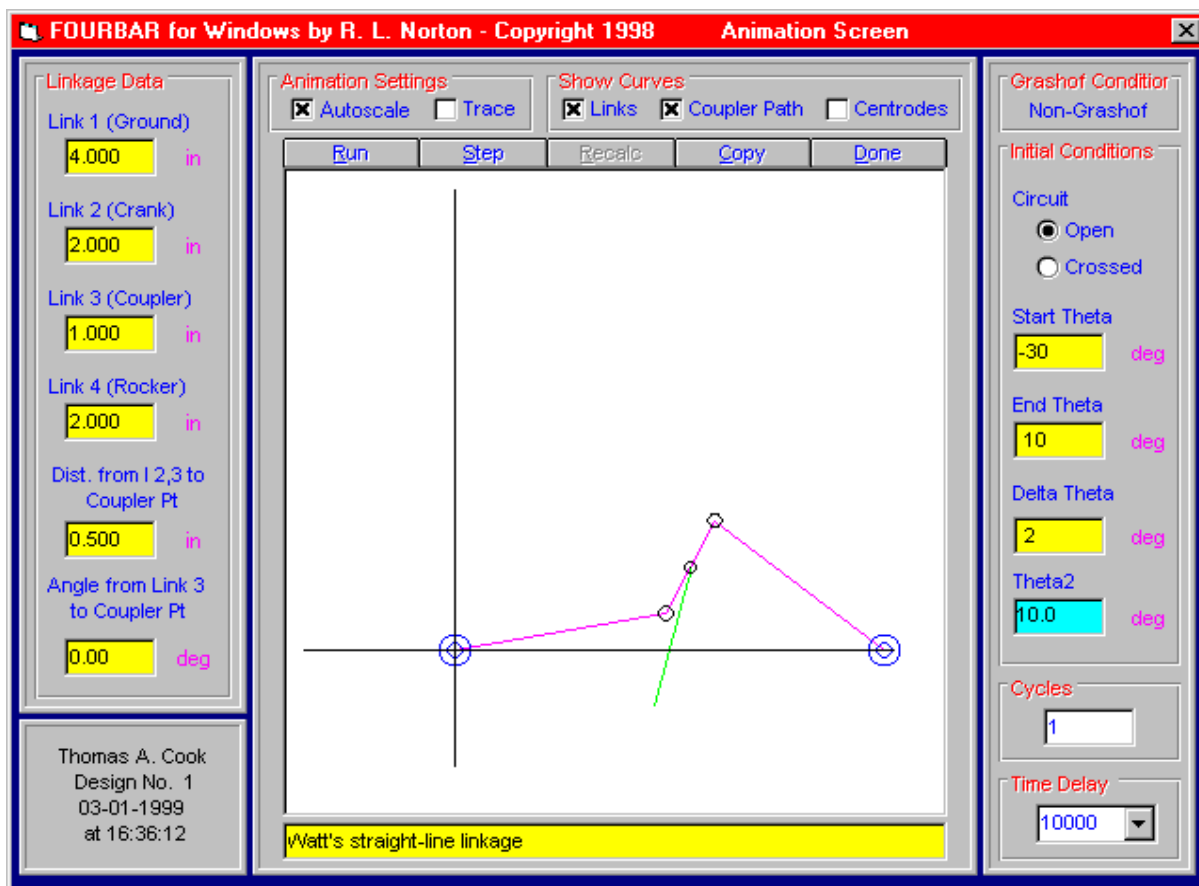 FOURBAR for Windows by R. L. Norton - Copyright 1998 Animation Screen
Linkage Data
Link 1 (Ground)
4.000 in
Link 2 (Crank)
2.000 in
Link 3 (Coupler)
1.000 in
Link 4 (Rocker)
2.000 in
Dist. from I 2,3 to
Coupler Pt
0.500 in
Angle from Link 3
to Coupler Pt
0.00 deg
Thomas A. Cook
Design No. 1
03-01-1999
at 16:36:12
Animation Settings
Autoscale Trace
Show Curves
Links Coupler Path Centrodes
Run Step Recalc Copy Done
Watt's straight-line linkage
Grashof Condition
Non-Grashof
Initial Conditions
Circuit
Open
Crossed
Start Theta
-30 deg
End Theta
10 deg
Delta Theta
2 deg
Theta2
10.0 deg
Cycles
1
Time Delay
10000